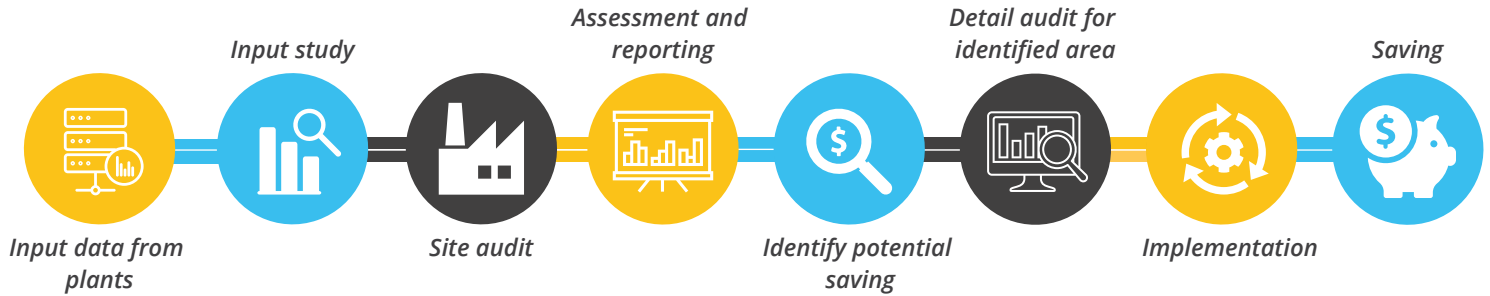 Input data from
plants
Input study
Site audit
Assessment and
reporting
$
Identify potential
saving
Detail audit for
identified area
Implementation
Saving
$